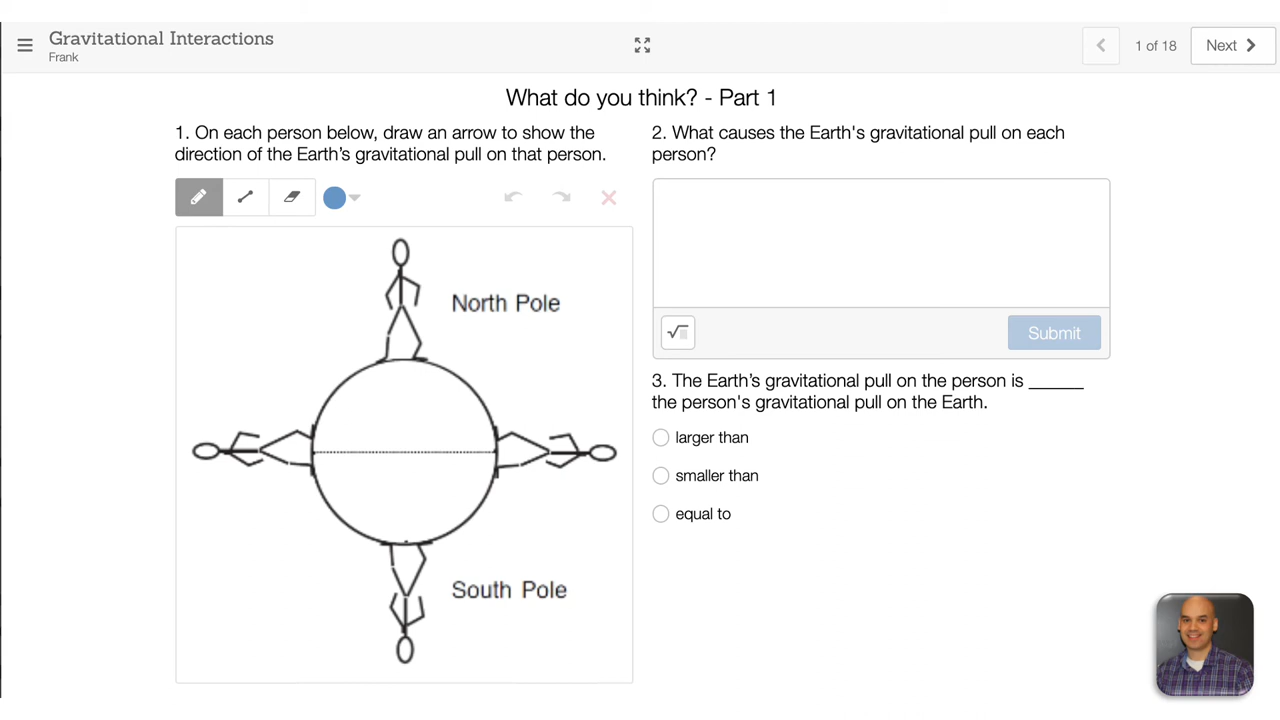 Gravitational Interactions
Frank
1 of 18
Next
What do you think? - Part 1
1. On each person below, draw an arrow to show the
direction of the Earth’s gravitational pull on that person.
North Pole
South Pole
2. What causes the Earth's gravitational pull on each
person?
√
Submit
3. The Earth’s gravitational pull on the person is ______
the person's gravitational pull on the Earth.
larger than
smaller than
equal to